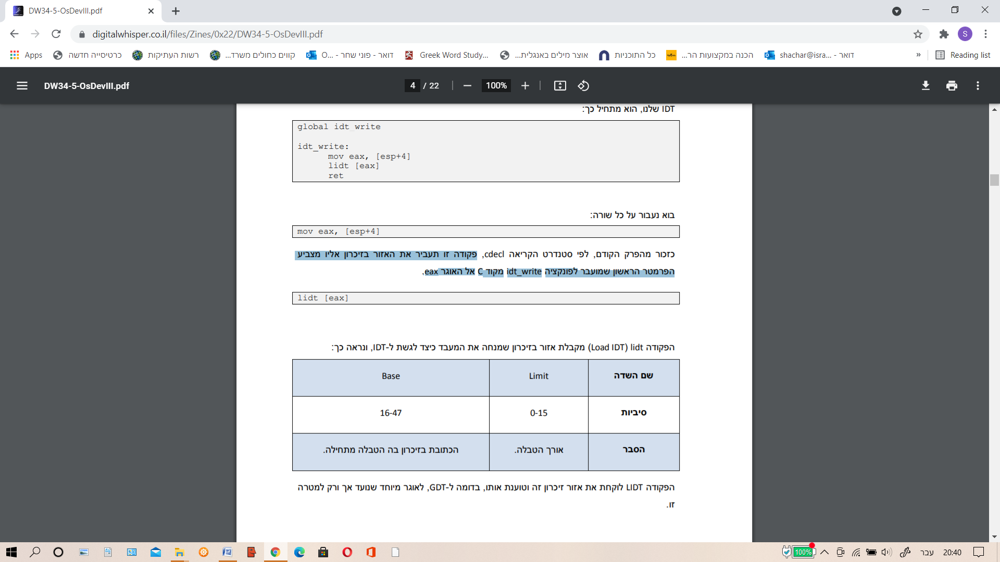 DW34-5-OsDevIII.pdf
digitalwhisper.co.il/files/Zines/0x22/DW34-5-OsDevIII.pdf
S
Apps
כרטיסייה חדשה
רשות העתיקות
קווים כחולים משרד...
דואר - פוני שחר - O...
Greek Word Study...
אוצר מילים באנגלית...
כל התוכניות
הכנה במקצועות הר...
דואר - shachar@isra...
»
Reading list
DW34-5-OsDevIII.pdf
4 / 22
100%
IDT שלנו, הוא מתחיל כך:
global idt_write
idt_write:
mov eax, [esp+4]
lidt [eax]
ret
בוא נעבור על כל שורה:
mov eax, [esp+4]
כזכור מהפרק הקודם, לפי סטנדרט הקריאה cdecl, פקודה זו תעביר את האזור בזיכרון אליו מצביע
הפרמטר הראשון שמועבר לפונקציה idt_write מקוד C אל האוגר eax.
lidt [eax]
הפקודה lidt (Load IDT) מקבלת אזור בזיכרון שמנחה את המעבד כיצד לגשת ל-IDT, ונראה כך:
שם השדה Limit Base
סיביות 0-15 16-47
הסבר אורך הטבלה. הכתובת בזיכרון בה הטבלה מתחילה.
הפקודה LIDT לוקחת את אזור זיכרון זה וטוענת אותו, בדומה ל-GDT, לאוגר מיוחד שנועד אך ורק למטרה
זו.
100%
עבר
20:40